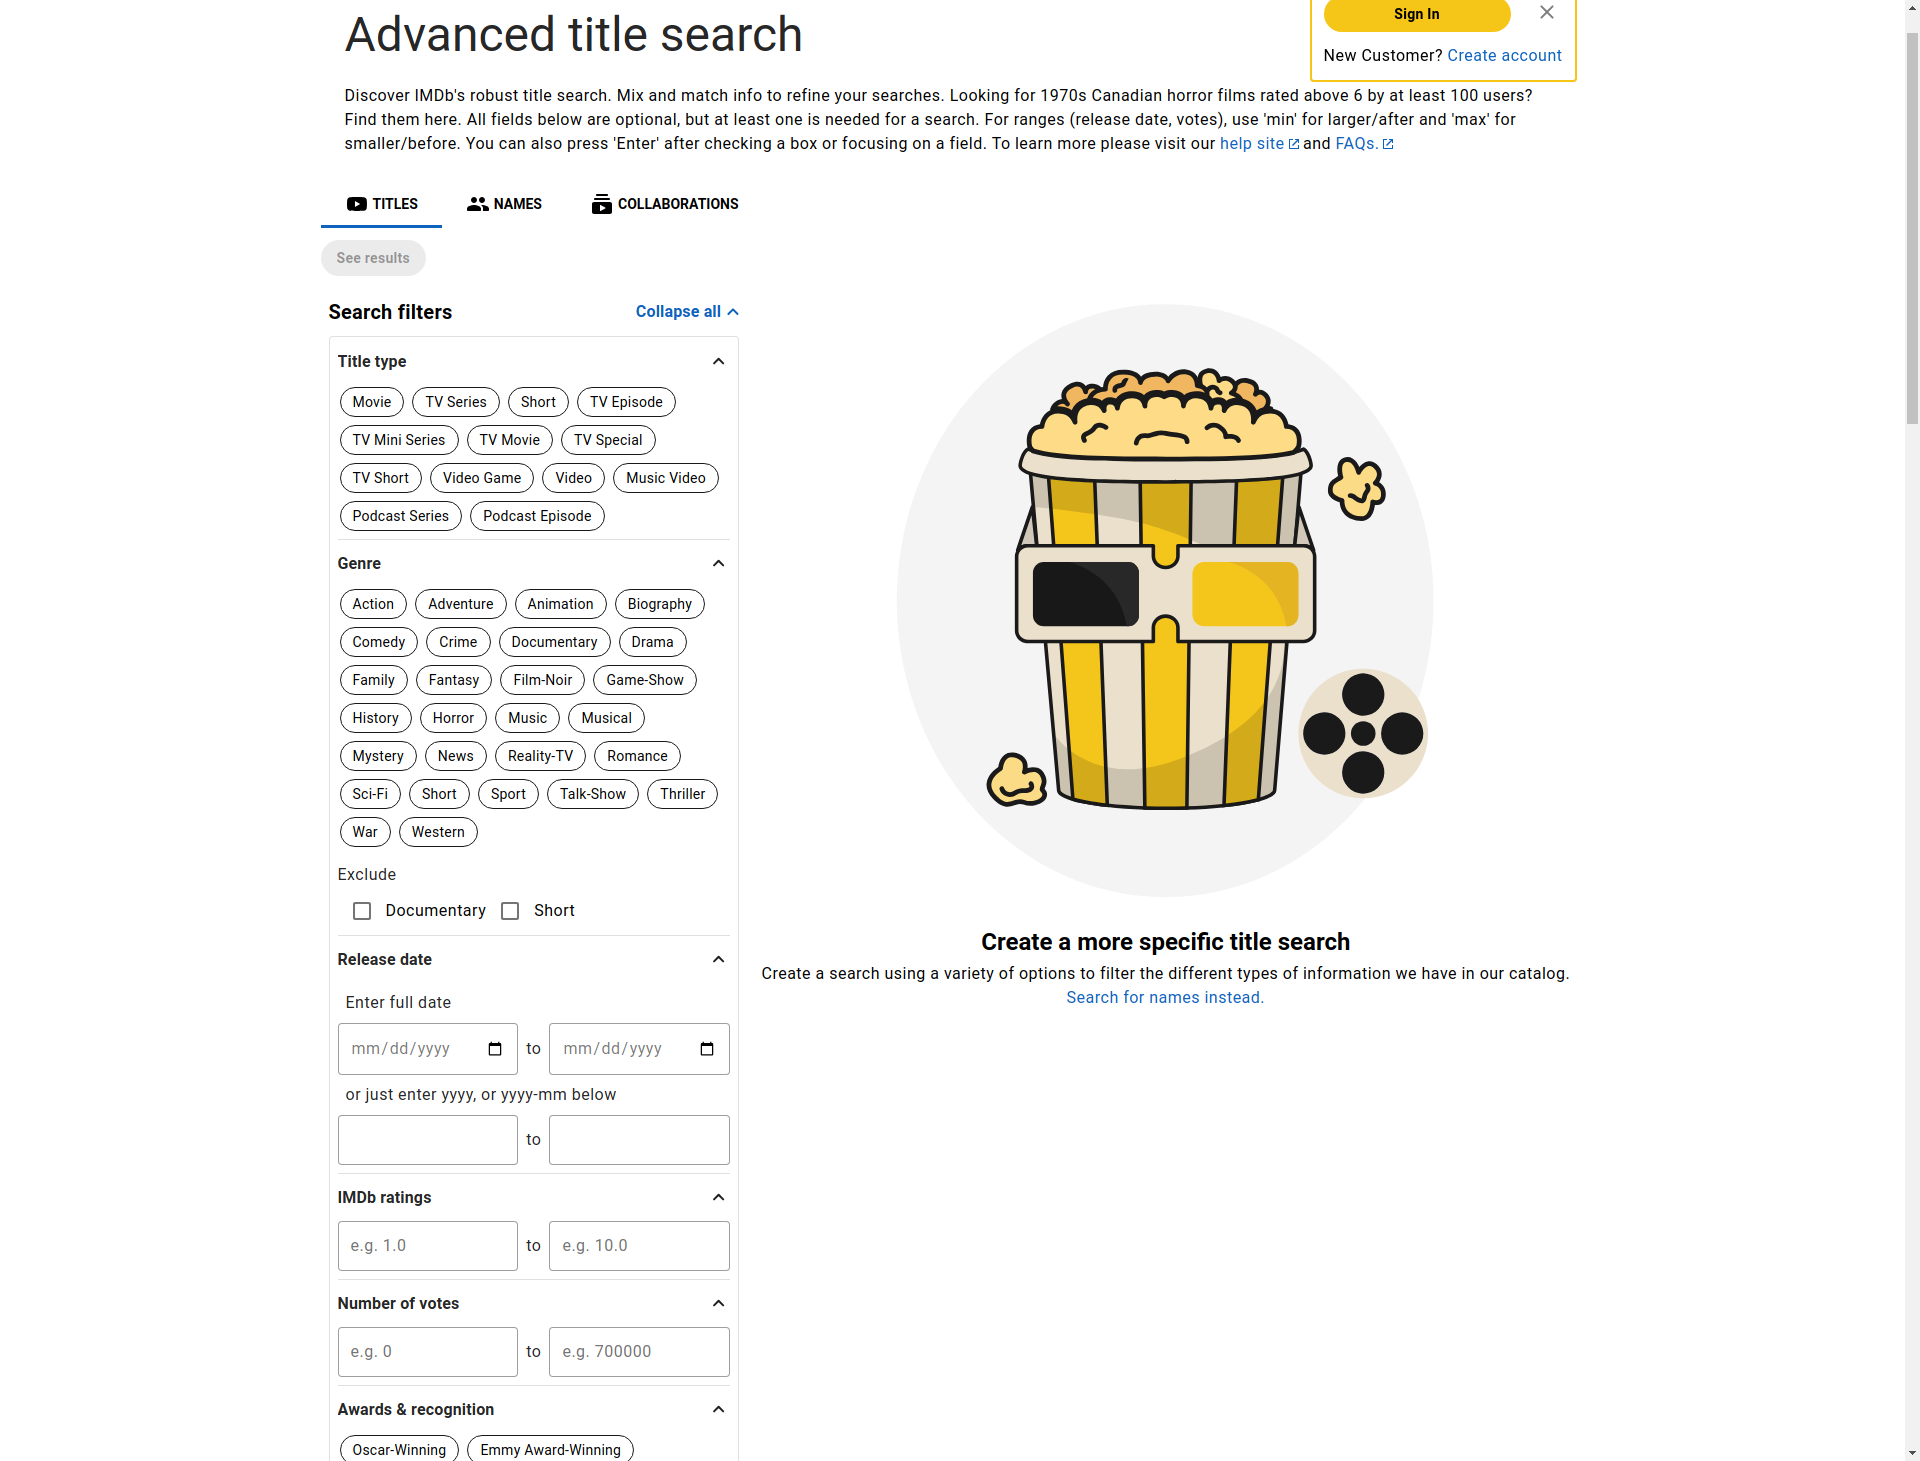 Advanced title search
Sign In
New Customer? Create account
Discover IMDb's robust title search. Mix and match info to refine your searches. Looking for 1970s Canadian horror films rated above 6 by at least 100 users?
Find them here. All fields below are optional, but at least one is needed for a search. For ranges (release date, votes), use 'min' for larger/after and 'max' for
smaller/before. You can also press 'Enter' after checking a box or focusing on a field. To learn more please visit our help site and FAQs.
TITLES NAMES COLLABORATIONS
See results
Search filters Collapse all
Title type
Movie TV Series Short TV Episode
TV Mini Series TV Movie TV Special
TV Short Video Game Video Music Video
Podcast Series Podcast Episode
Genre
Action Adventure Animation Biography
Comedy Crime Documentary Drama
Family Fantasy Film-Noir Game-Show
History Horror Music Musical
Mystery News Reality-TV Romance
Sci-Fi Short Sport Talk-Show Thriller
War Western
Exclude
Documentary Short
Release date
Enter full date
mm/dd/yyyy to mm/dd/yyyy
or just enter yyyy, or yyyy-mm below
to
IMDb ratings
e.g. 1.0 to e.g. 10.0
Number of votes
e.g. 0 to e.g. 700000
Awards & recognition
Oscar-Winning Emmy Award-Winning
Create a more specific title search
Create a search using a variety of options to filter the different types of information we have in our catalog.
Search for names instead.